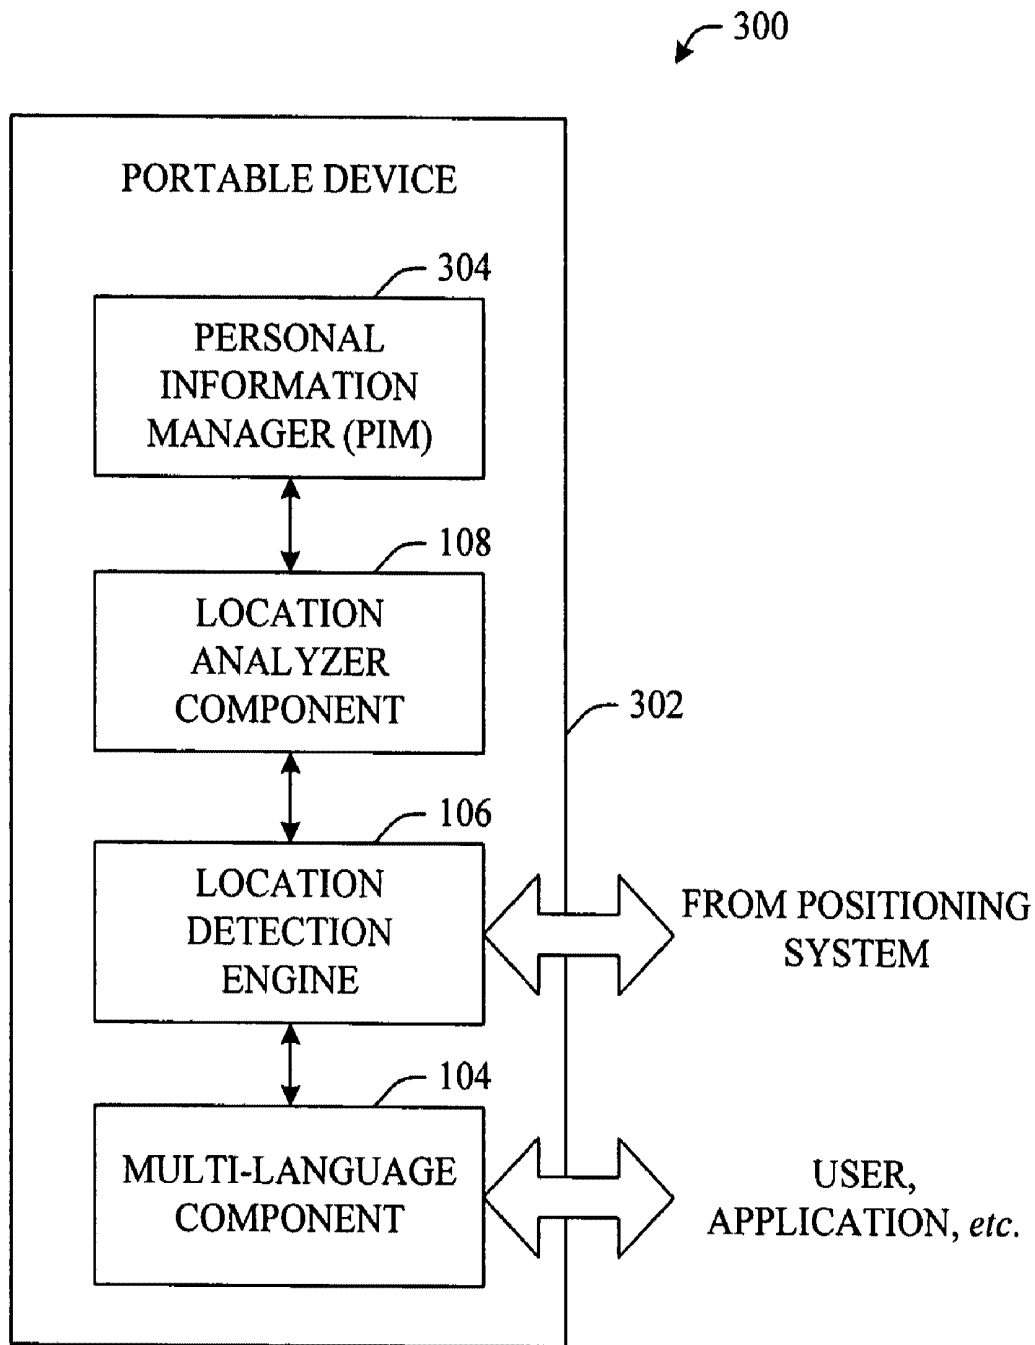 300
PORTABLE DEVICE
304
PERSONAL
INFORMATION
MANAGER (PIM)
108
LOCATION
ANALYZER
COMPONENT
302
106
LOCATION
DETECTION
ENGINE
FROM POSITIONING
SYSTEM
104
MULTI-LANGUAGE
COMPONENT
USER,
APPLICATION, etc.